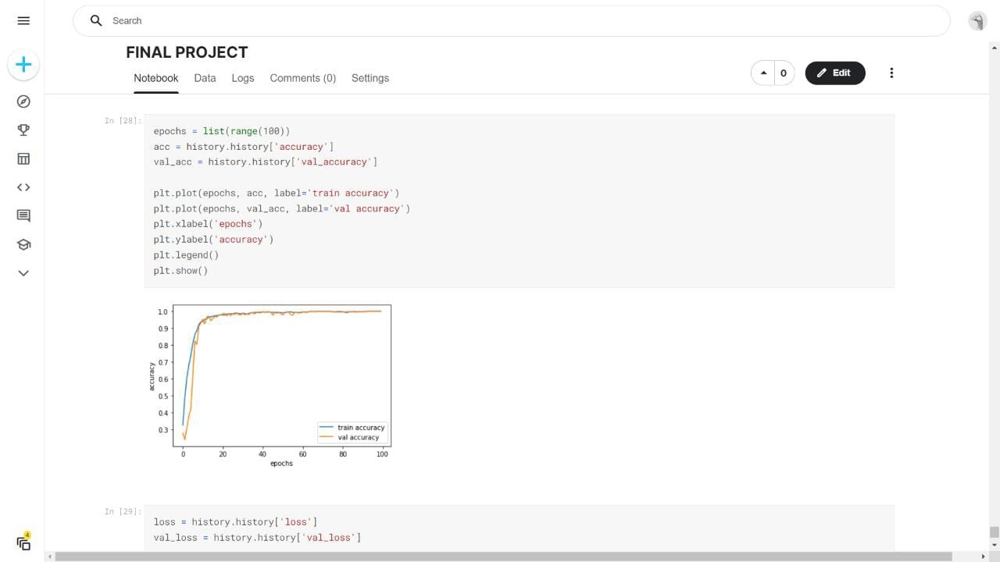 Search
FINAL PROJECT
Notebook Data Logs Comments (0) Settings
0
Edit
In [28]:
epochs = list(range(100))
acc = history.history['accuracy']
val_acc = history.history['val_accuracy']
plt.plot(epochs, acc, label='train accuracy')
plt.plot(epochs, val_acc, label='val accuracy')
plt.xlabel('epochs')
plt.ylabel('accuracy')
plt.legend()
plt.show()
1.0
0.9
0.8
0.7
0.6
0.5
0.4
0.3
accuracy
train accuracy
val accuracy
0 20 40 60 80 100
epochs
In [29]:
loss = history.history['loss']
val_loss = history.history['val_loss']
4